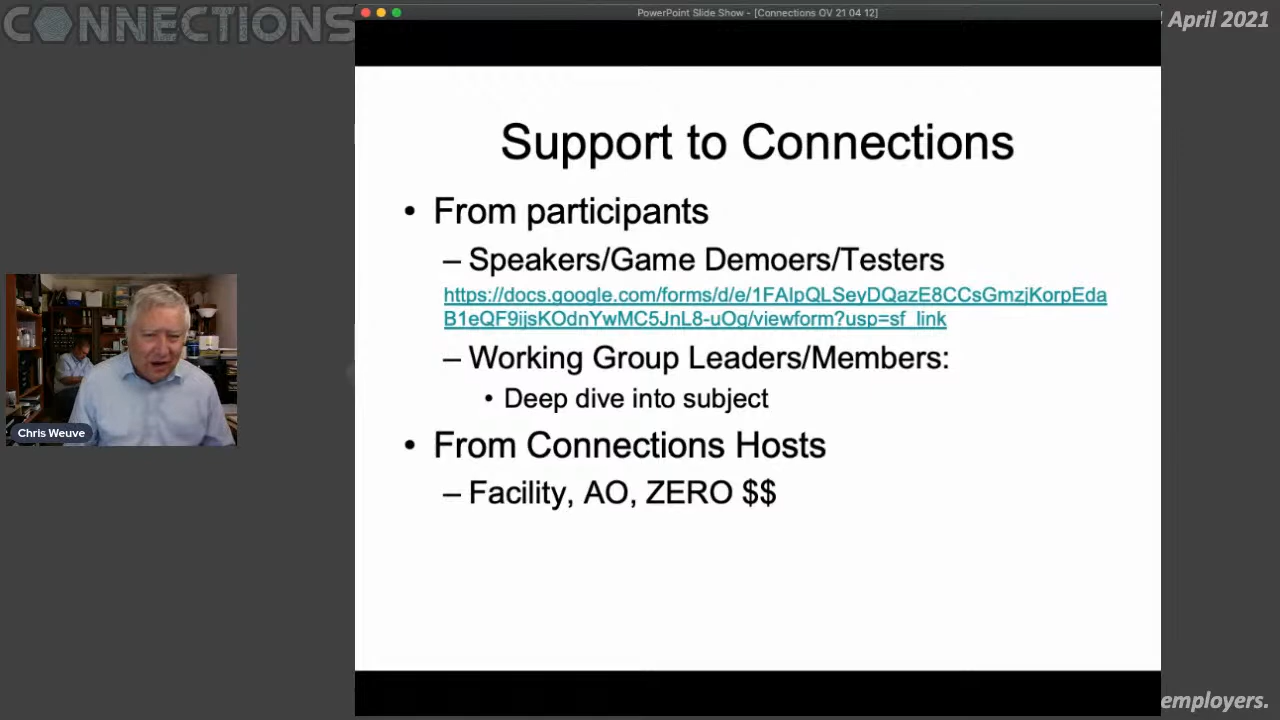 CONNECTIONS
PowerPoint Slide Show - [Connections OV 21 04 12]
April 2021
Support to Connections
• From participants
– Speakers/Game Demoers/Testers
https://docs.google.com/forms/d/e/1FAIpQLSeyDQazE8CCsGmzjKorpEda
B1eQF9ijsKOdnYwMC5JnL8-uOg/viewform?usp=sf_link
– Working Group Leaders/Members:
• Deep dive into subject
Chris Weuve
• From Connections Hosts
– Facility, AO, ZERO $$
employers.